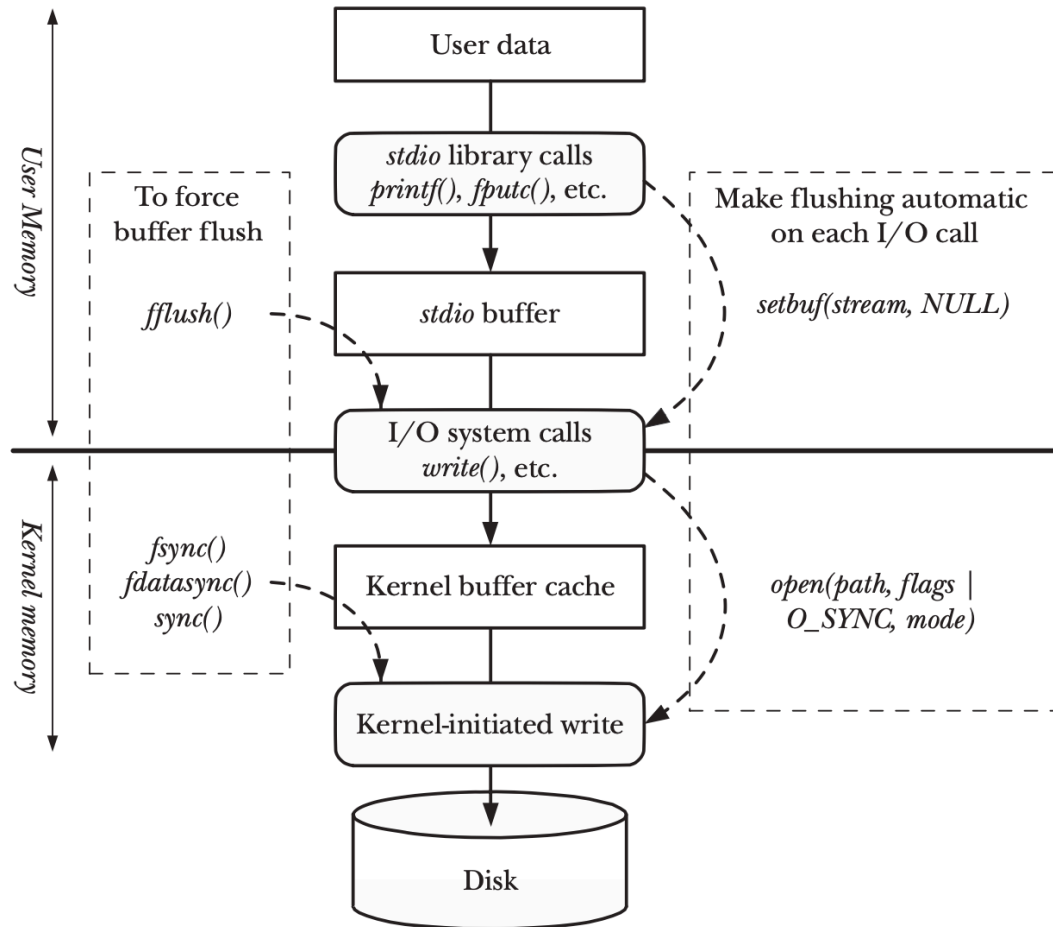 User data
stdio library calls
printf(), fputc(), etc.
User Memory
To force
buffer flush
Make flushing automatic
on each I/O call
fflush()
stdio buffer
setbuf(stream, NULL)
I/O system calls
write(), etc.
Kernel memory
fsync()
fdatasync()
sync()
Kernel buffer cache
open(path, flags |
O_SYNC, mode)
Kernel-initiated write
Disk